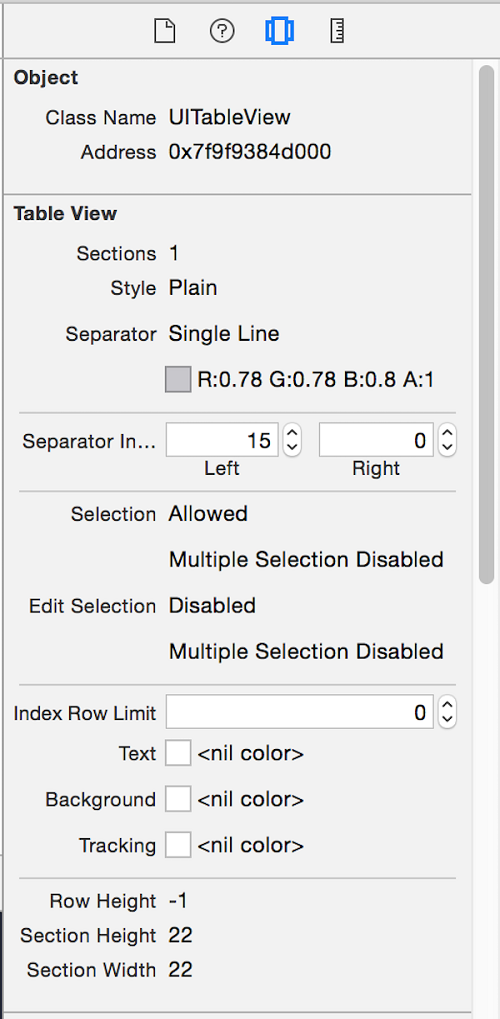 Object
Class Name UITableView
Address 0x7f9f9384d000
Table View
Sections 1
Style Plain
Separator Single Line
R:0.78 G:0.78 B:0.8 A:1
Separator In... 15 0
Left Right
Selection Allowed
Multiple Selection Disabled
Edit Selection Disabled
Multiple Selection Disabled
Index Row Limit 0
Text <nil color>
Background <nil color>
Tracking <nil color>
Row Height -1
Section Height 22
Section Width 22